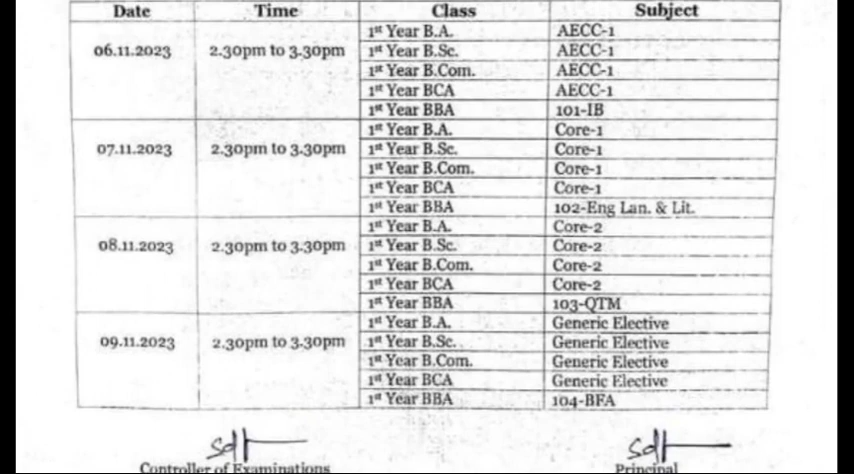 Date Time Class Subject
06.11.2023 2.30pm to 3.30pm 1st Year B.A. AECC-1
1st Year B.Sc. AECC-1
1st Year B.Com. AECC-1
1st Year BCA AECC-1
1st Year BBA 101-IB
07.11.2023 2.30pm to 3.30pm 1st Year B.A. Core-1
1st Year B.Sc. Core-1
1st Year B.Com. Core-1
1st Year BCA Core-1
1st Year BBA 102-Eng Lan. & Lit.
08.11.2023 2.30pm to 3.30pm 1st Year B.A. Core-2
1st Year B.Sc. Core-2
1st Year B.Com. Core-2
1st Year BCA Core-2
1st Year BBA 103-QTM
09.11.2023 2.30pm to 3.30pm 1st Year B.A. Generic Elective
1st Year B.Sc. Generic Elective
1st Year B.Com. Generic Elective
1st Year BCA Generic Elective
1st Year BBA 104-BFA
Sd/- Sd/-
Controller of Examinations Principal